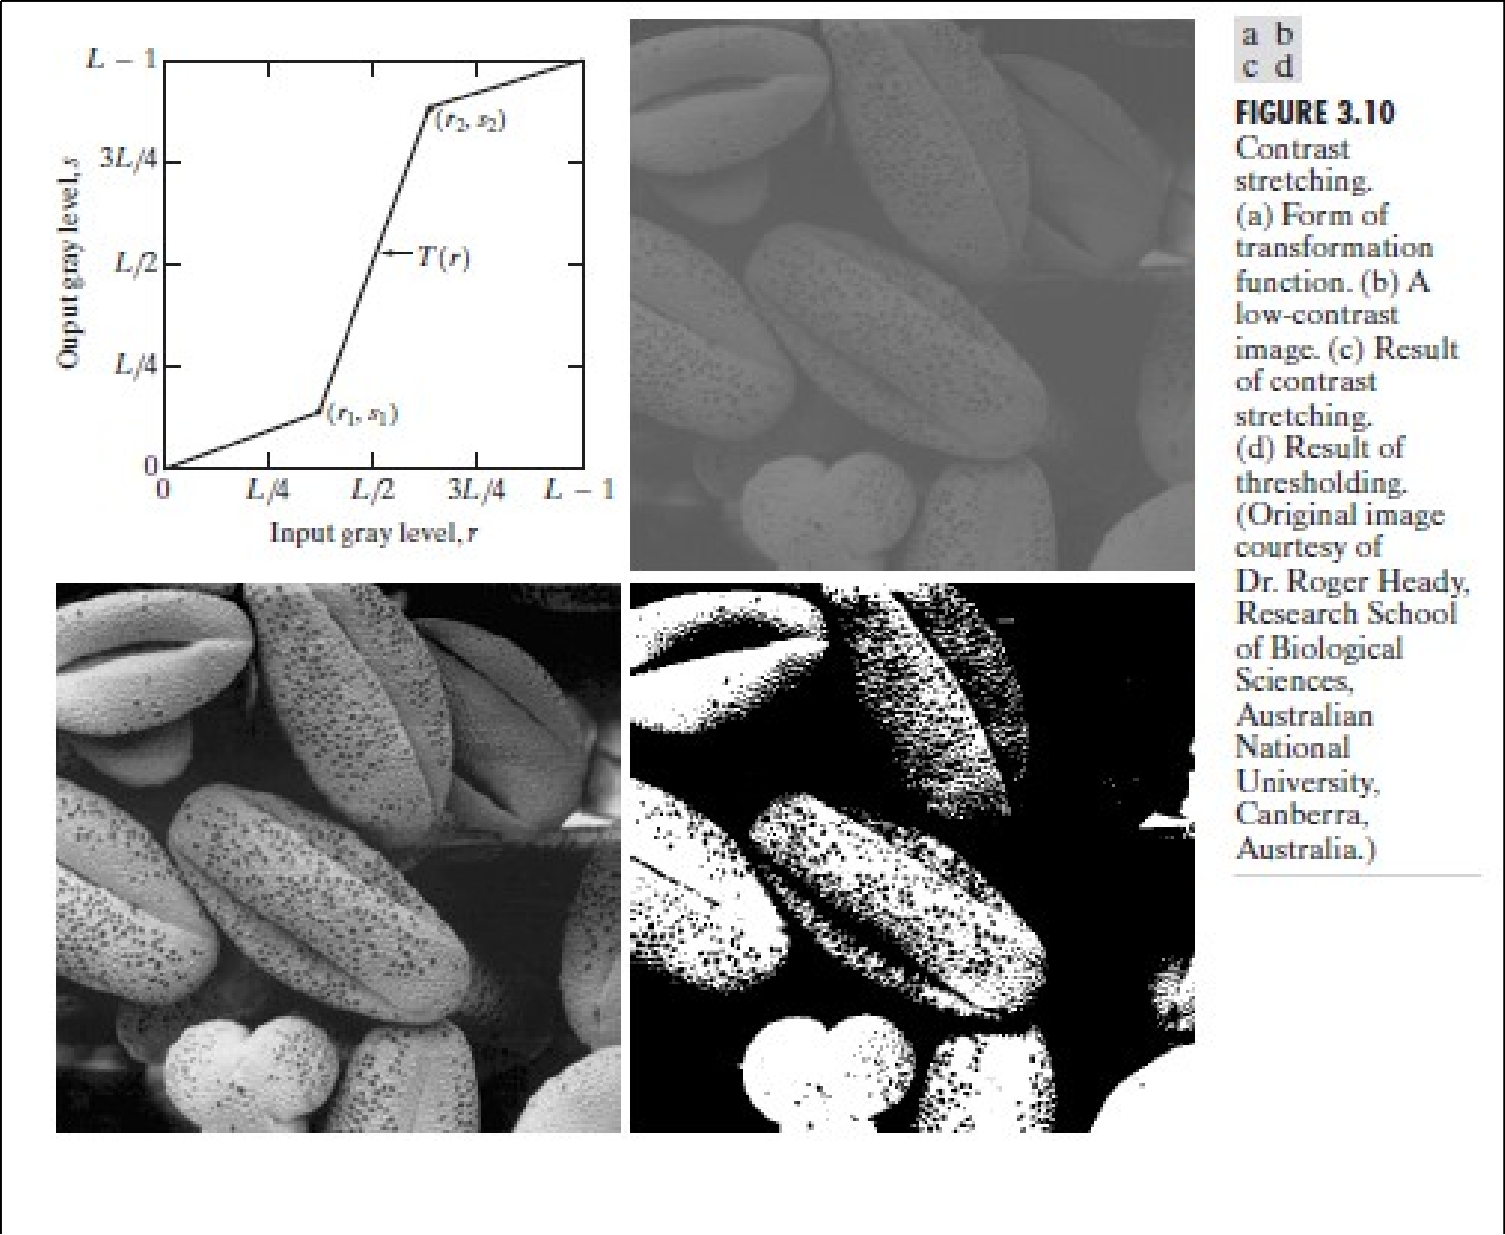 L − 1
3L/4
L/2
L/4
0
Ouput gray level, s
(r2, s2)
T(r)
(r1, s1)
0 L/4 L/2 3L/4 L − 1
Input gray level, r
a b
c d
FIGURE 3.10
Contrast
stretching.
(a) Form of
transformation
function. (b) A
low-contrast
image. (c) Result
of contrast
stretching.
(d) Result of
thresholding.
(Original image
courtesy of
Dr. Roger Heady,
Research School
of Biological
Sciences,
Australian
National
University,
Canberra,
Australia.)